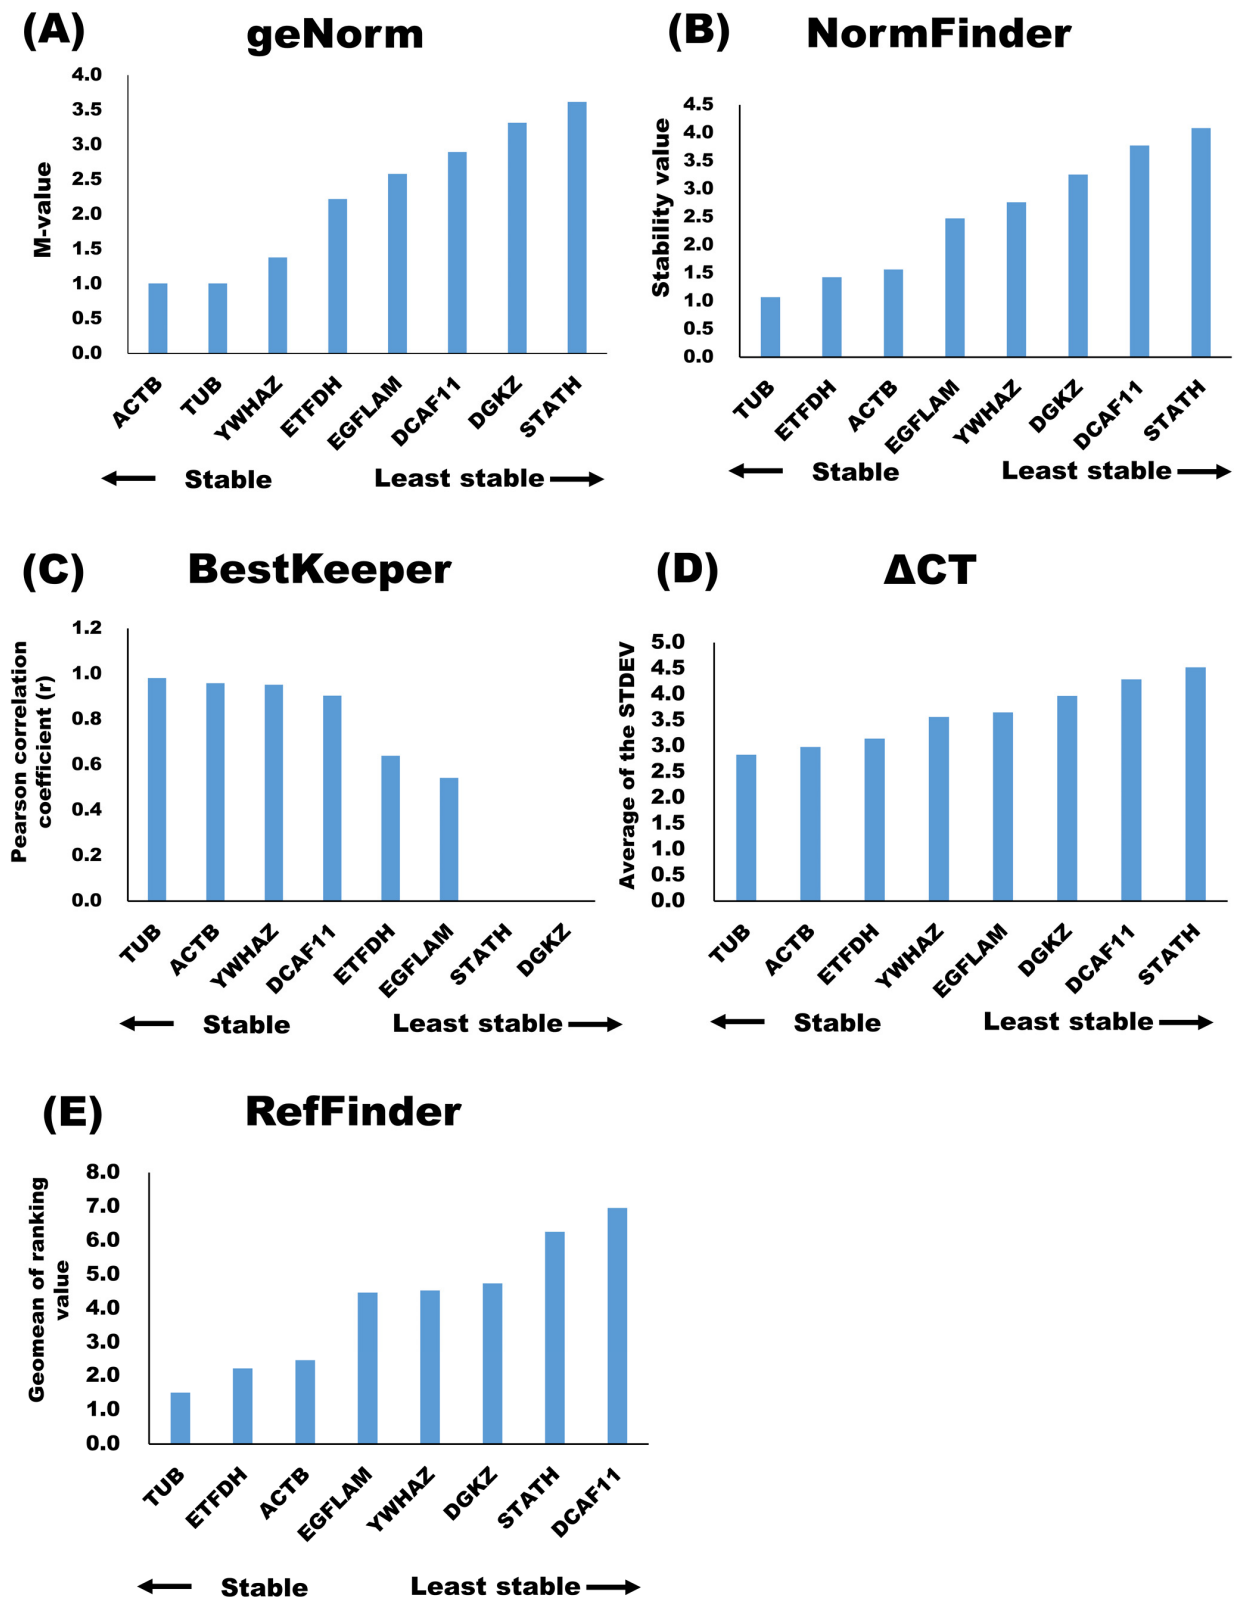 (A)
geNorm
M-value
4.0
3.5
3.0
2.5
2.0
1.5
1.0
0.5
0.0
ACTB
TUB
YWHAZ
ETFDH
EGFLAM
DCAF11
DGKZ
STATH
Stable
Least stable
(B)
NormFinder
Stability value
4.5
4.0
3.5
3.0
2.5
2.0
1.5
1.0
0.5
0.0
TUB
ETFDH
ACTB
EGFLAM
YWHAZ
DGKZ
DCAF11
STATH
Stable
Least stable
(C)
BestKeeper
Pearson correlation
coefficient (r)
1.2
1.0
0.8
0.6
0.4
0.2
0.0
TUB
ACTB
YWHAZ
DCAF11
ETFDH
EGFLAM
STATH
DGKZ
Stable
Least stable
(D)
ΔCT
Average of the STDEV
5.0
4.5
4.0
3.5
3.0
2.5
2.0
1.5
1.0
0.5
0.0
TUB
ACTB
ETFDH
YWHAZ
EGFLAM
DGKZ
DCAF11
STATH
Stable
Least stable
(E)
RefFinder
Geomean of ranking
value
8.0
7.0
6.0
5.0
4.0
3.0
2.0
1.0
0.0
TUB
ETFDH
ACTB
EGFLAM
YWHAZ
DGKZ
STATH
DCAF11
Stable
Least stable